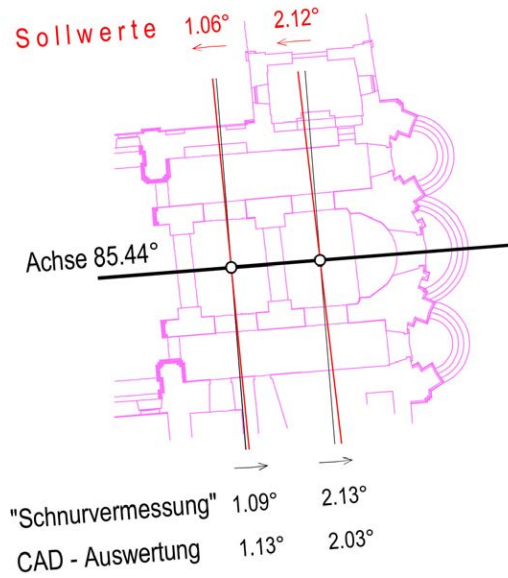 Sollwerte 1.06° 2.12°
Achse 85.44°
"Schnurvermessung" 1.09° 2.13°
CAD - Auswertung 1.13° 2.03°